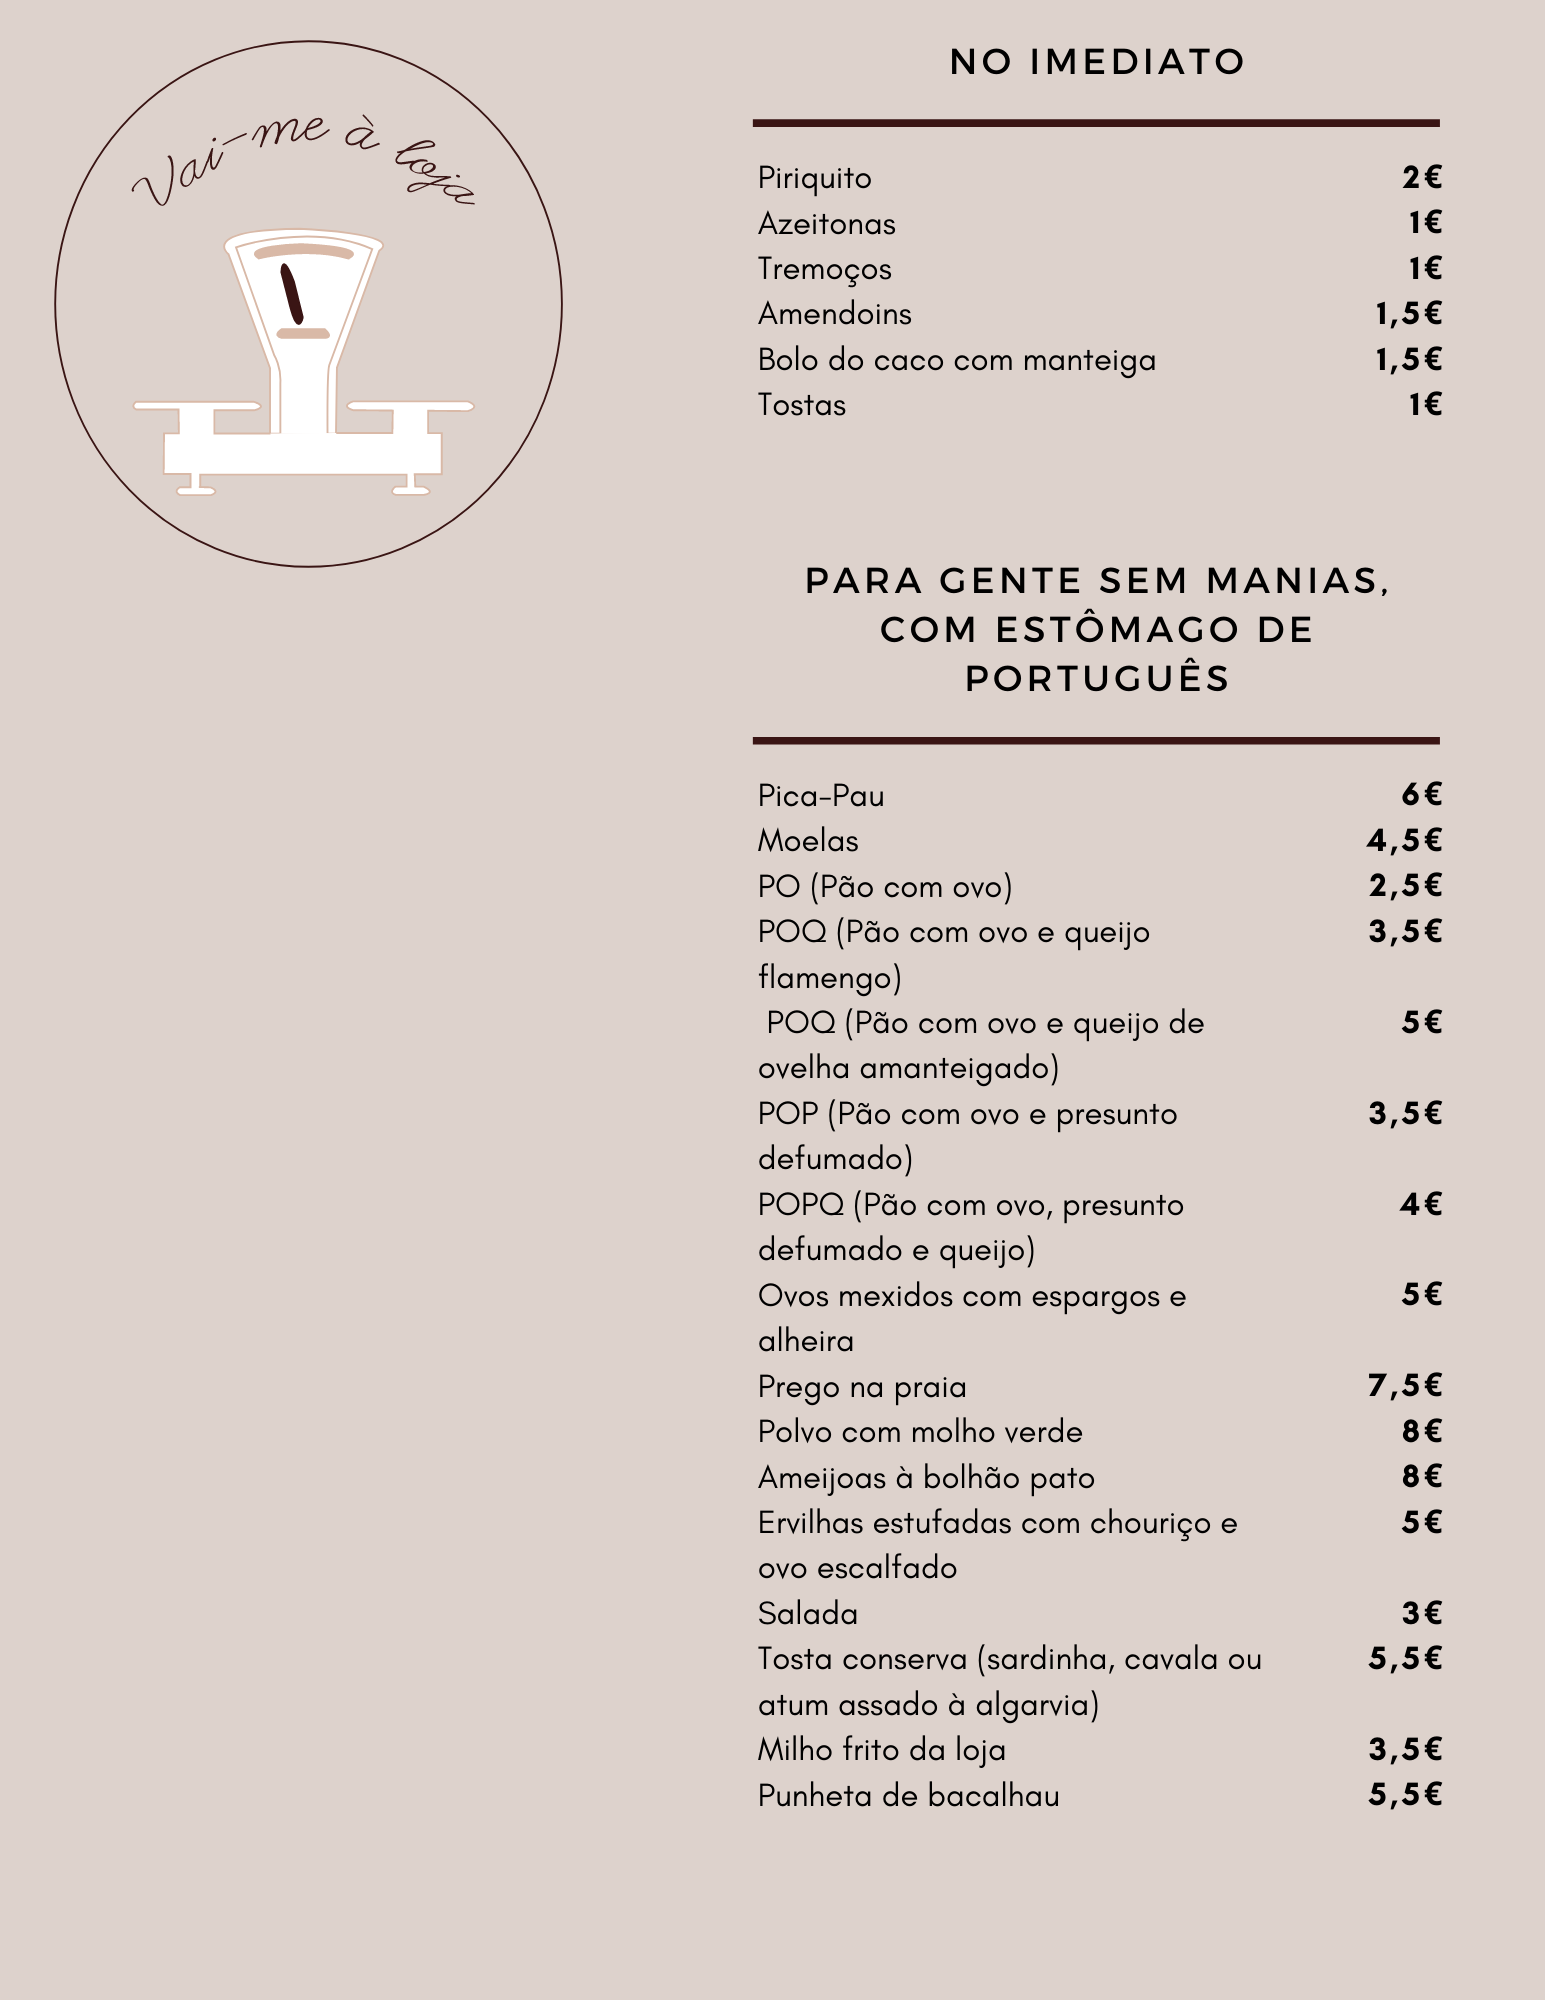 Vai-me à loja
NO IMEDIATO
Piriquito 2€
Azeitonas 1€
Tremoços 1€
Amendoins 1,5€
Bolo do caco com manteiga 1,5€
Tostas 1€
PARA GENTE SEM MANIAS,
COM ESTÔMAGO DE
PORTUGUÊS
Pica-Pau 6€
Moelas 4,5€
PO (Pão com ovo) 2,5€
POQ (Pão com ovo e queijo 3,5€
flamengo)
POQ (Pão com ovo e queijo de 5€
ovelha amanteigado)
POP (Pão com ovo e presunto 3,5€
defumado)
POPQ (Pão com ovo, presunto 4€
defumado e queijo)
Ovos mexidos com espargos e 5€
alheira
Prego na praia 7,5€
Polvo com molho verde 8€
Ameijoas à bolhão pato 8€
Ervilhas estufadas com chouriço e 5€
ovo escalfado
Salada 3€
Tosta conserva (sardinha, cavala ou 5,5€
atum assado à algarvia)
Milho frito da loja 3,5€
Punheta de bacalhau 5,5€